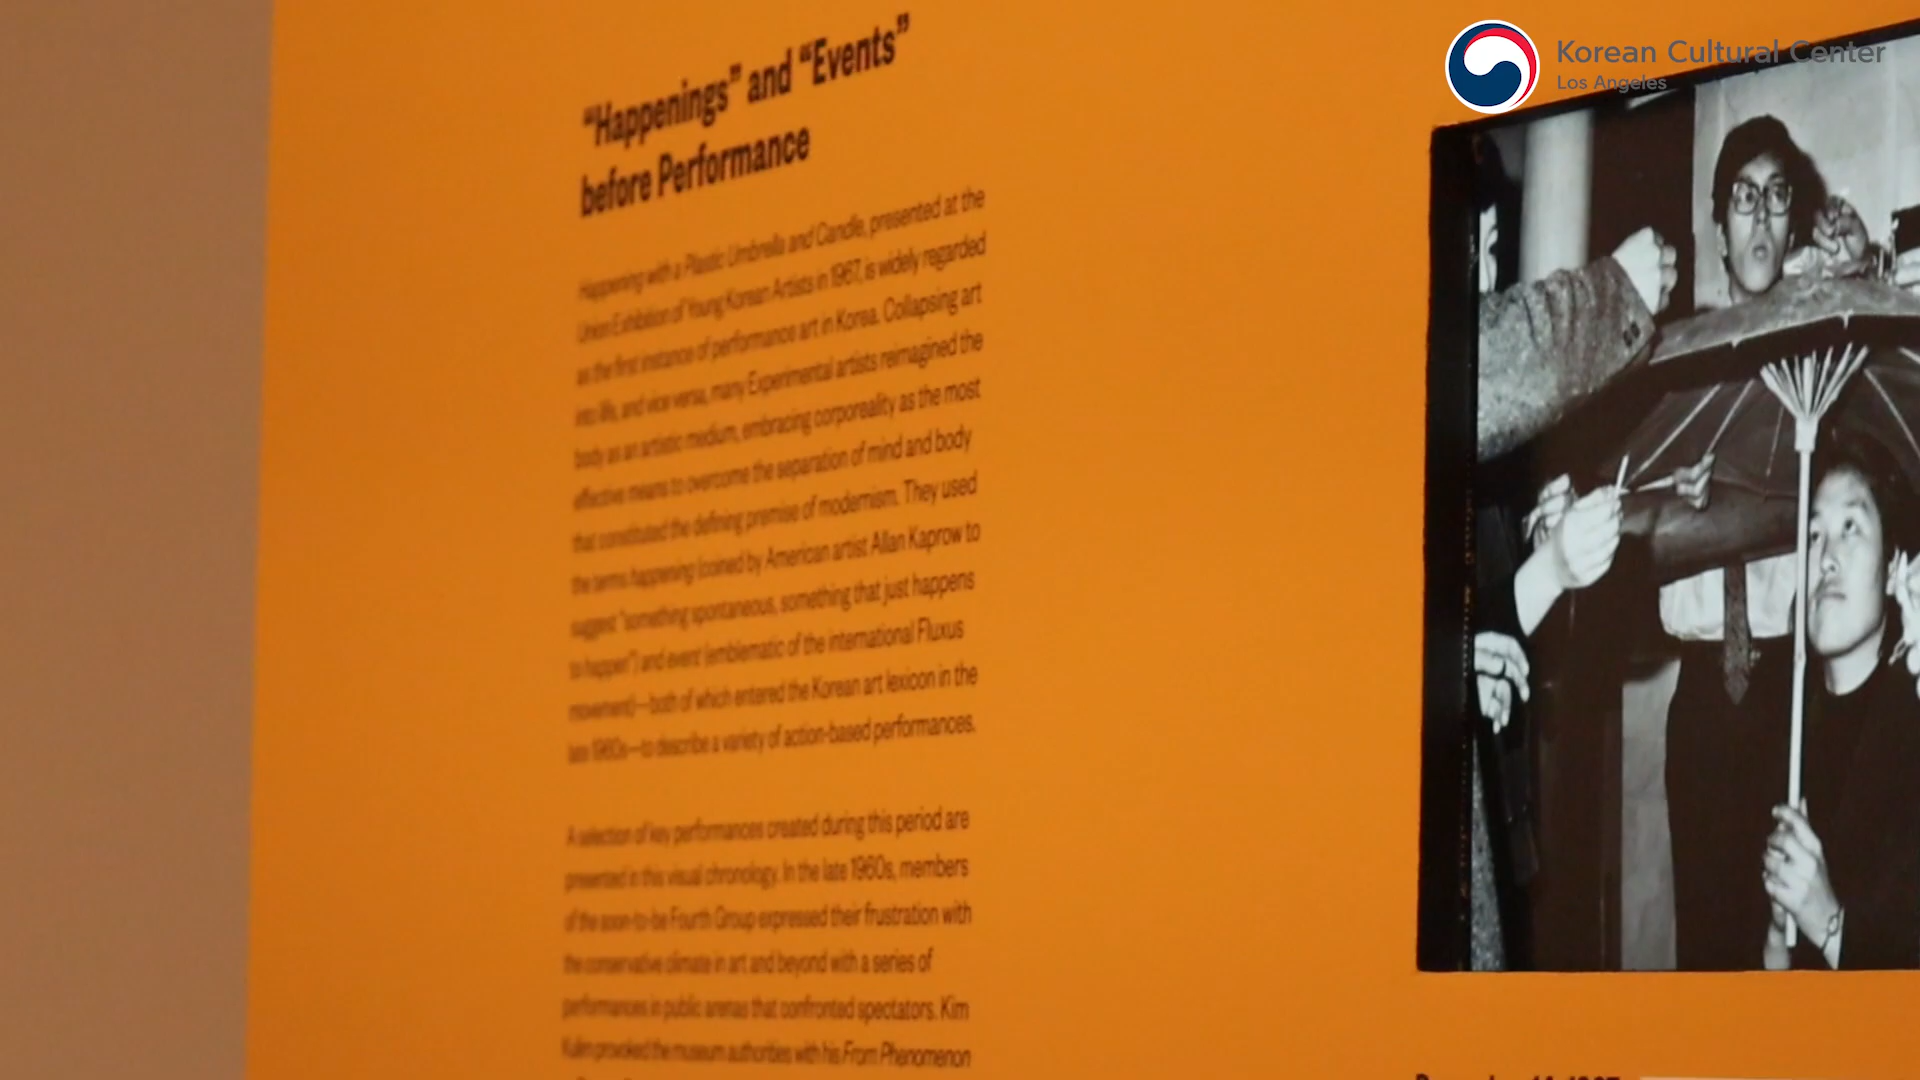 "Happenings" and "Events"
before Performance
Happening with a Plastic Umbrella and Candle, presented at the
Union Exhibition of Young Korean Artists in 1967, is widely regarded
as the first instance of performance art in Korea. Collapsing art
into life, and vice versa, many Experimental artists reimagined the
body as an artistic medium, embracing corporeality as the most
effective means to overcome the separation of mind and body
that constituted the defining premise of modernism. They used
the terms happening (coined by American artist Allan Kaprow to
suggest "something spontaneous, something that just happens
to happen") and event (emblematic of the international Fluxus
movement)—both of which entered the Korean art lexicon in the
late 1960s—to describe a variety of action-based performances.
A selection of key performances created during this period are
presented in this visual chronology. In the late 1960s, members
of the soon-to-be Fourth Group expressed their frustration with
the conservative climate in art and beyond with a series of
performances in public arenas that confronted spectators. Kim
Kulim provoked the museum authorities with his From Phenomenon
Korean Cultural Center
Los Angeles